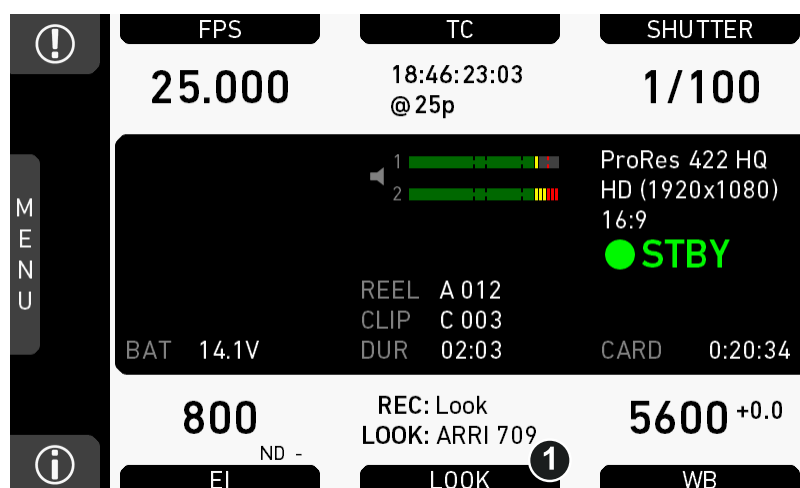 FPS
TC
SHUTTER
25.000
18:46:23:03
@25p
1/100
MENU
1
2
ProRes 422 HQ
HD (1920x1080)
16:9
STBY
REEL A 012
CLIP C 003
DUR 02:03
BAT 14.1V
CARD 0:20:34
800
ND -
REC: Look
LOOK: ARRI 709
5600 +0.0
1
EI
LOOK
WB